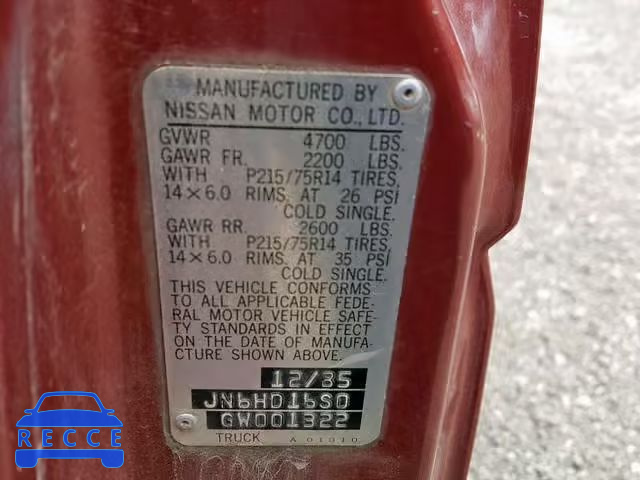 MANUFACTURED BY
NISSAN MOTOR CO., LTD.
GVWR 4700 LBS.
GAWR FR. 2200 LBS.
WITH P215/75R14 TIRES,
14×6.0 RIMS, AT 26 PSI
COLD SINGLE.
GAWR RR. 2600 LBS.
WITH P215/75R14 TIRES,
14×6.0 RIMS, AT 35 PSI
COLD SINGLE.
THIS VEHICLE CONFORMS
TO ALL APPLICABLE FEDE-
RAL MOTOR VEHICLE SAFE-
TY STANDARDS IN EFFECT
ON THE DATE OF MANUFA-
CTURE SHOWN ABOVE.
12/85
JN6HD16S0
GW001322
TRUCK A01010
RECCE